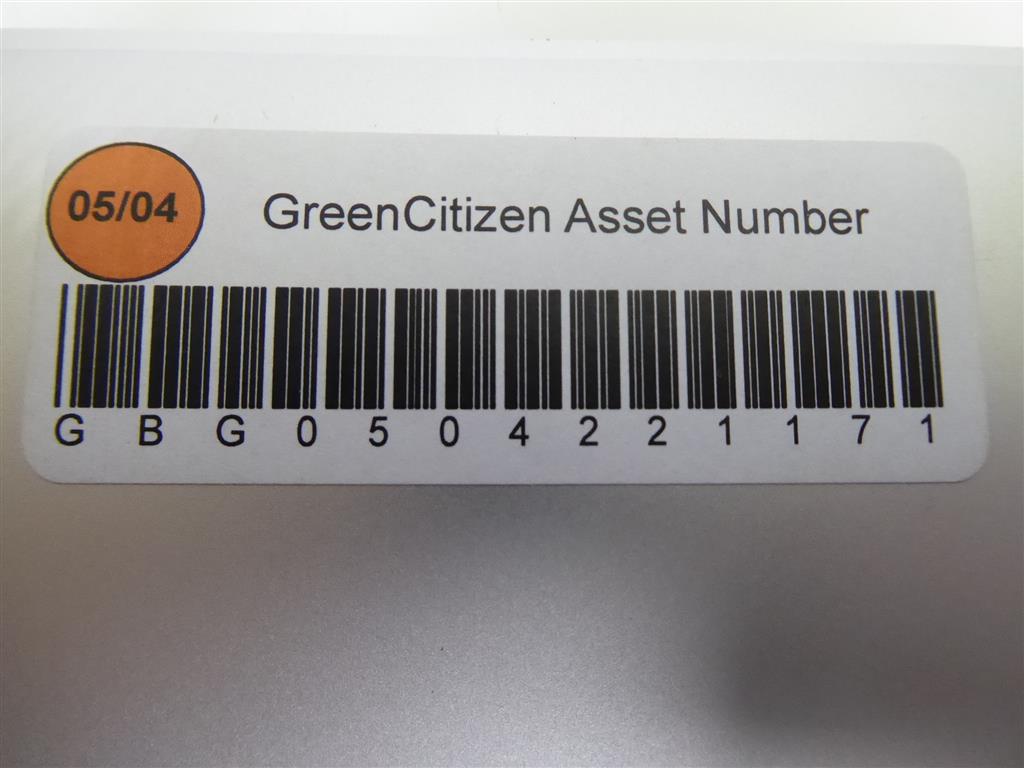 05/04
GreenCitizen Asset Number
G B G 0 5 0 4 2 2 1 1 7 1